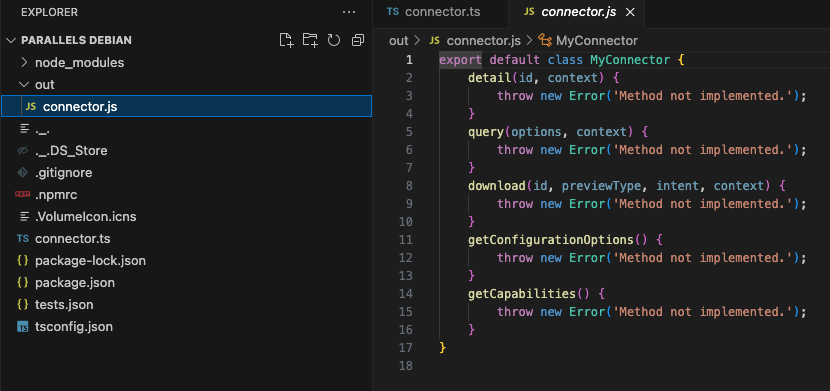 EXPLORER
PARALLELS DEBIAN
node_modules
out
JS connector.js
._.
._.DS_Store
.gitignore
.npmrc
.VolumeIcon.icns
TS connector.ts
{} package-lock.json
{} package.json
{} tests.json
TS tsconfig.json
TS connector.ts
JS connector.js
out > JS connector.js > MyConnector
1 export default class MyConnector {
2 detail(id, context) {
3 throw new Error('Method not implemented.');
4 }
5 query(options, context) {
6 throw new Error('Method not implemented.');
7 }
8 download(id, previewType, intent, context) {
9 throw new Error('Method not implemented.');
10 }
11 getConfigurationOptions() {
12 throw new Error('Method not implemented.');
13 }
14 getCapabilities() {
15 throw new Error('Method not implemented.');
16 }
17 }
18